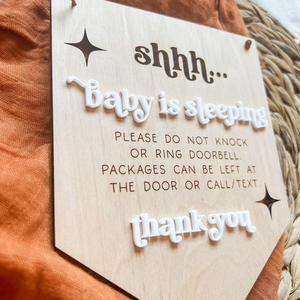 shhh...
baby is sleeping
PLEASE DO NOT KNOCK
OR RING DOORBELL.
PACKAGES CAN BE LEFT AT
THE DOOR OR CALL/TEXT.
thank you